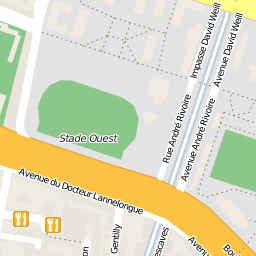 Impasse David Weill
Avenue David Weill
Stade Ouest
Rue André Rivoire
Avenue André Rivoire
Avenue du Docteur Lannelongue
Gentilly
Avenue